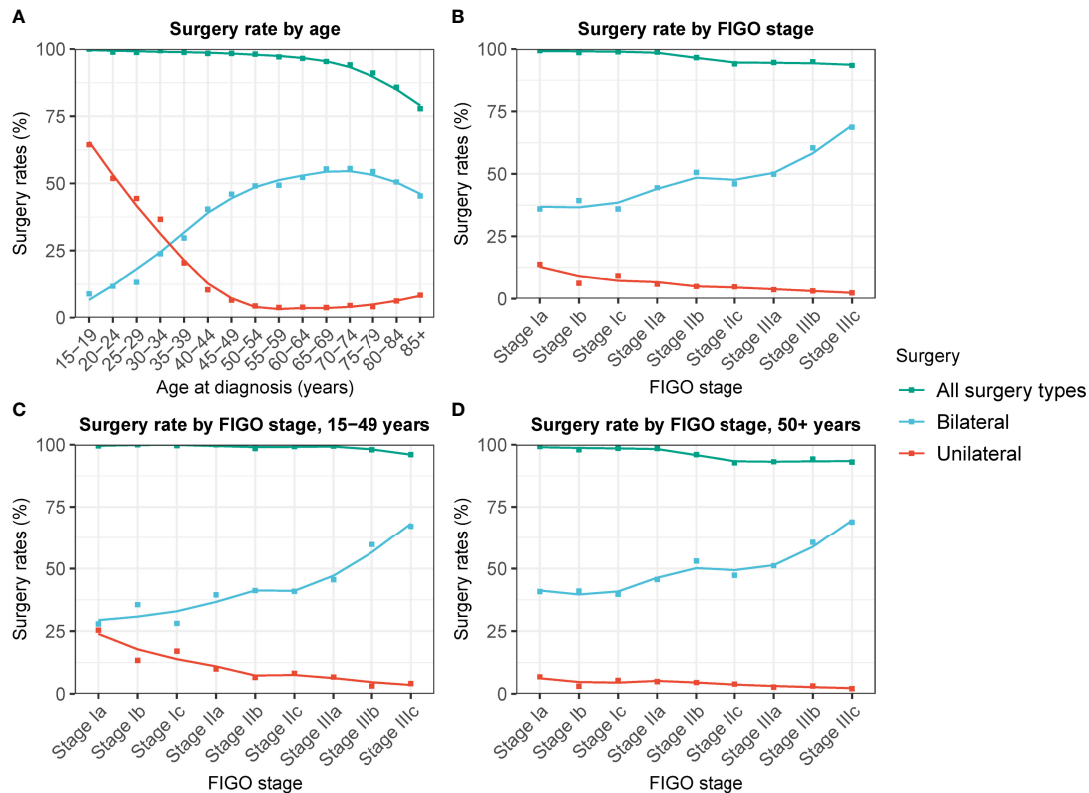 A
Surgery rate by age
Surgery rates (%)
100
75
50
25
0
15−19
20−24
25−29
30−34
35−39
40−44
45−49
50−54
55−59
60−64
65−69
70−74
75−79
80−84
85+
Age at diagnosis (years)
B
Surgery rate by FIGO stage
Surgery rates (%)
100
75
50
25
0
Stage Ia
Stage Ib
Stage Ic
Stage IIa
Stage IIb
Stage IIc
Stage IIIa
Stage IIIb
Stage IIIc
FIGO stage
Surgery
All surgery types
Bilateral
Unilateral
C
Surgery rate by FIGO stage, 15−49 years
Surgery rates (%)
100
75
50
25
0
Stage Ia
Stage Ib
Stage Ic
Stage IIa
Stage IIb
Stage IIc
Stage IIIa
Stage IIIb
Stage IIIc
FIGO stage
D
Surgery rate by FIGO stage, 50+ years
Surgery rates (%)
100
75
50
25
0
Stage Ia
Stage Ib
Stage Ic
Stage IIa
Stage IIb
Stage IIc
Stage IIIa
Stage IIIb
Stage IIIc
FIGO stage